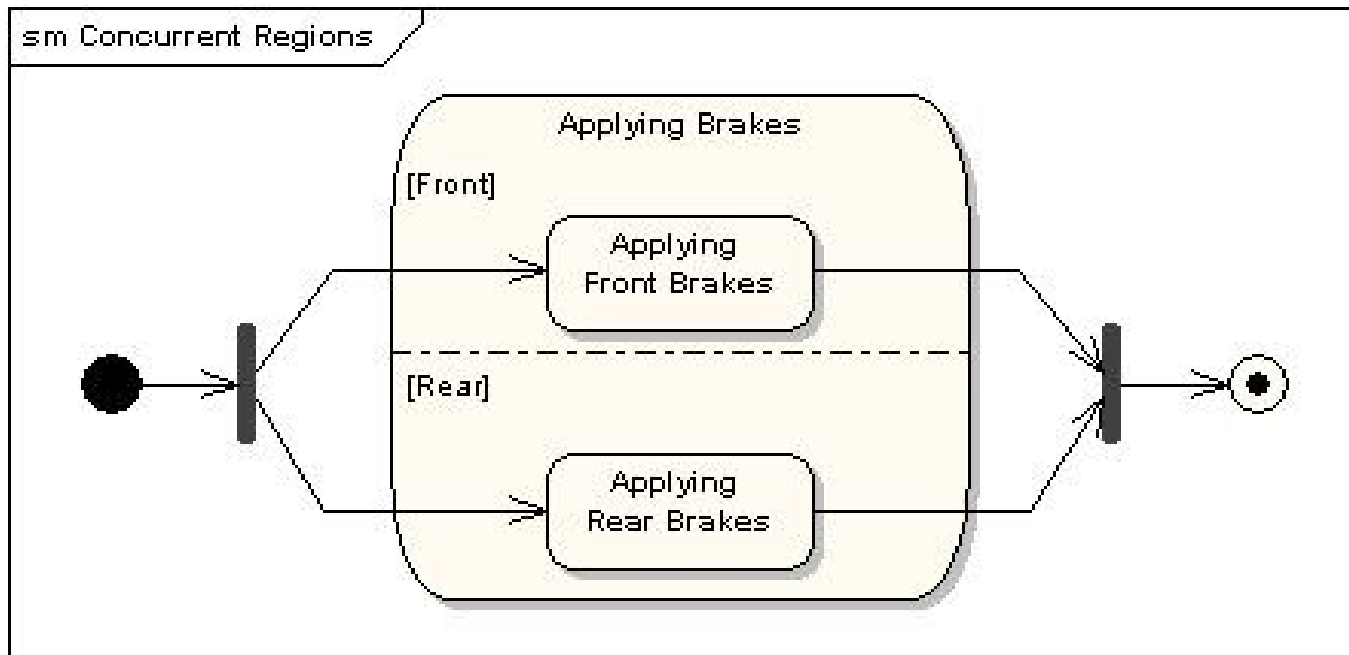 sm Concurrent Regions
Applying Brakes
[Front]
Applying
Front Brakes
[Rear]
Applying
Rear Brakes